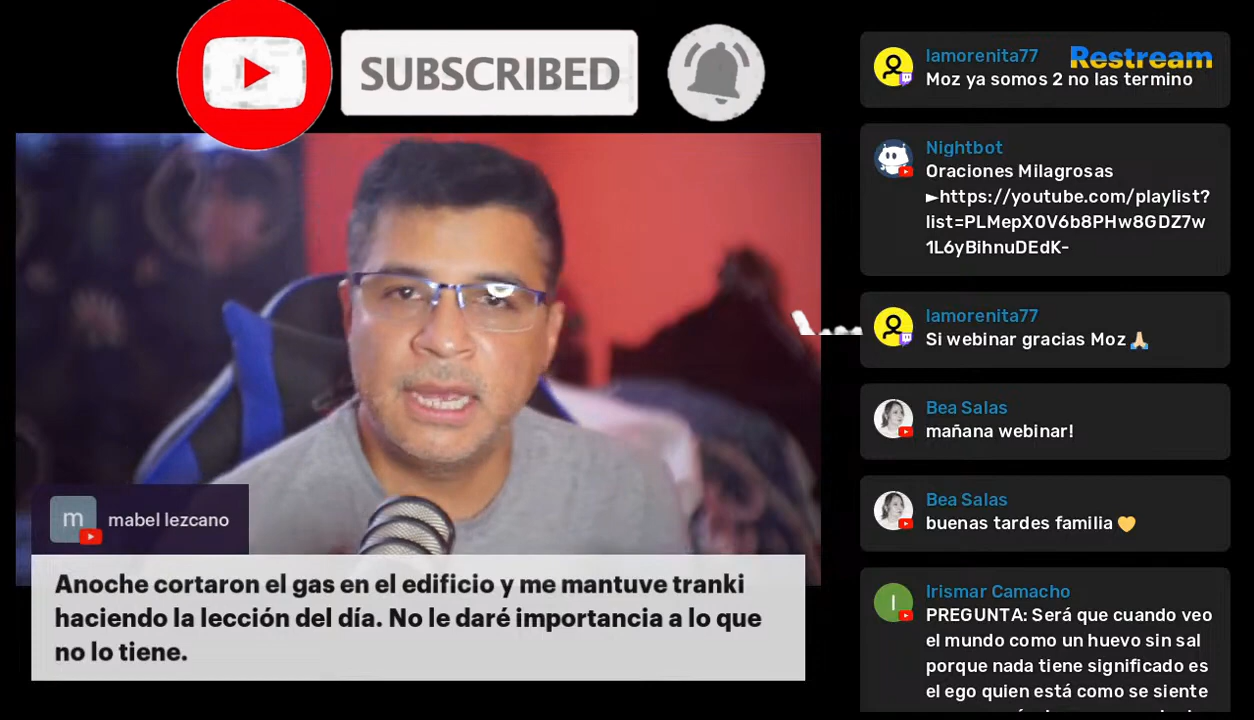 SUBSCRIBED
mabel lezcano
m
Anoche cortaron el gas en el edificio y me mantuve tranki
haciendo la lección del día. No le daré importancia a lo que
no lo tiene.
Restream
lamorenita77
Moz ya somos 2 no las termino
Nightbot
Oraciones Milagrosas
►https://youtube.com/playlist?
list=PLMepX0V6b8PHw8GDZ7w
1L6yBihnuDEdK-
lamorenita77
Si webinar gracias Moz🙏🏻
Bea Salas
mañana webinar!
Bea Salas
buenas tardes familia 💛
I
Irismar Camacho
PREGUNTA: Será que cuando veo
el mundo como un huevo sin sal
porque nada tiene significado es
el ego quien está como se siente